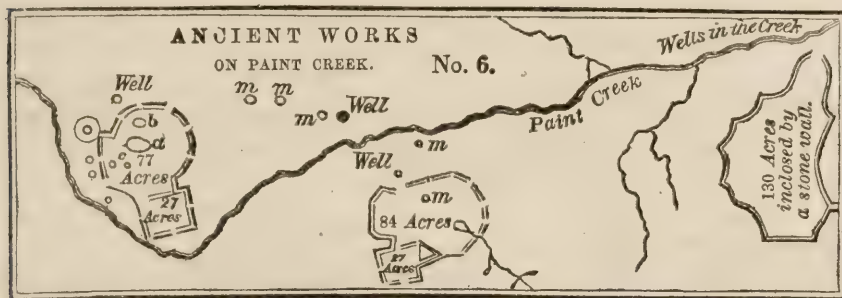 ANCIENT WORKS
ON PAINT CREEK.
No. 6.
Wells in the Creek
Paint Creek
Well
m
m
m
Well
b
a
77
Acres
27
Acres
m
Well
m
84 Acres
27
Acres
130 Acres
inclosed by
a stone wall.